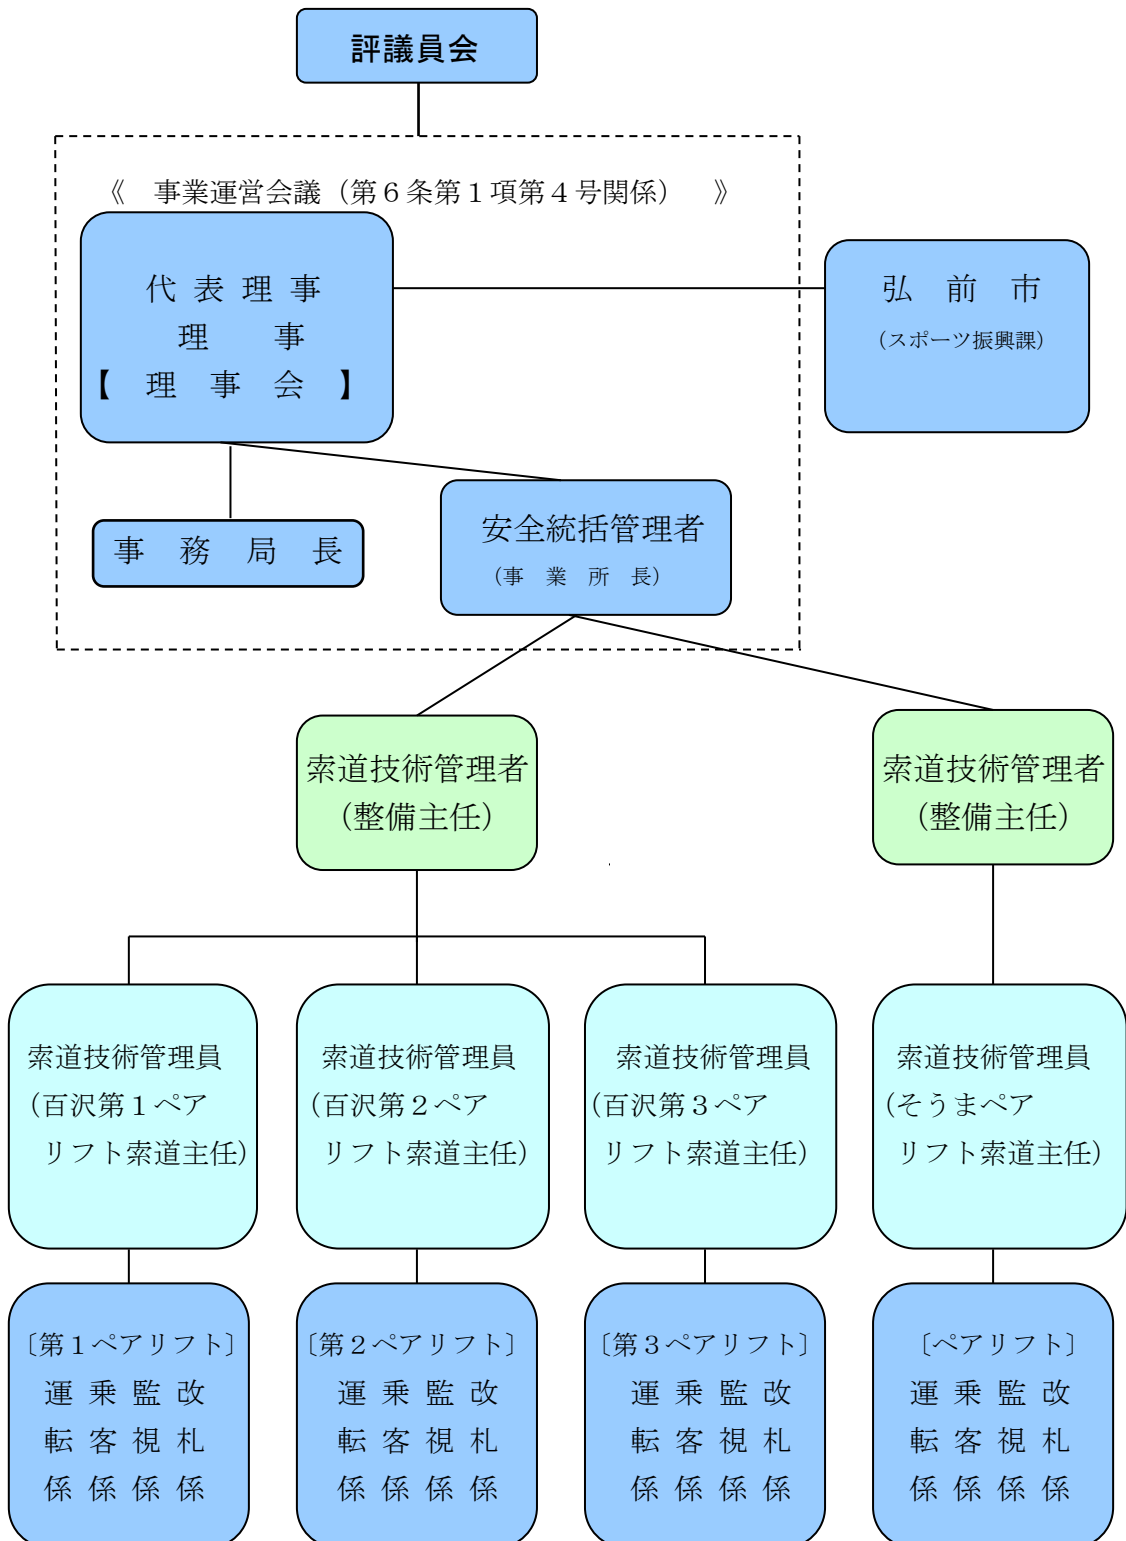 評議員会
《　事業運営会議（第６条第１項第４号関係）　》
代 表 理 事
理　　事
【　理　事　会　】
弘　前　市
（スポーツ振興課）
事　務　局　長
安全統括管理者
（事　業　所　長）
索道技術管理者
（整備主任）
索道技術管理者
（整備主任）
索道技術管理員
（百沢第１ペア
リフト索道主任）
索道技術管理員
（百沢第２ペア
リフト索道主任）
索道技術管理員
（百沢第３ペア
リフト索道主任）
索道技術管理員
（そうまペア
リフト索道主任）
〔第１ペアリフト〕
運 乗 監 改
転 客 視 札
係 係 係 係
〔第２ペアリフト〕
運 乗 監 改
転 客 視 札
係 係 係 係
〔第３ペアリフト〕
運 乗 監 改
転 客 視 札
係 係 係 係
〔ペアリフト〕
運 乗 監 改
転 客 視 札
係 係 係 係